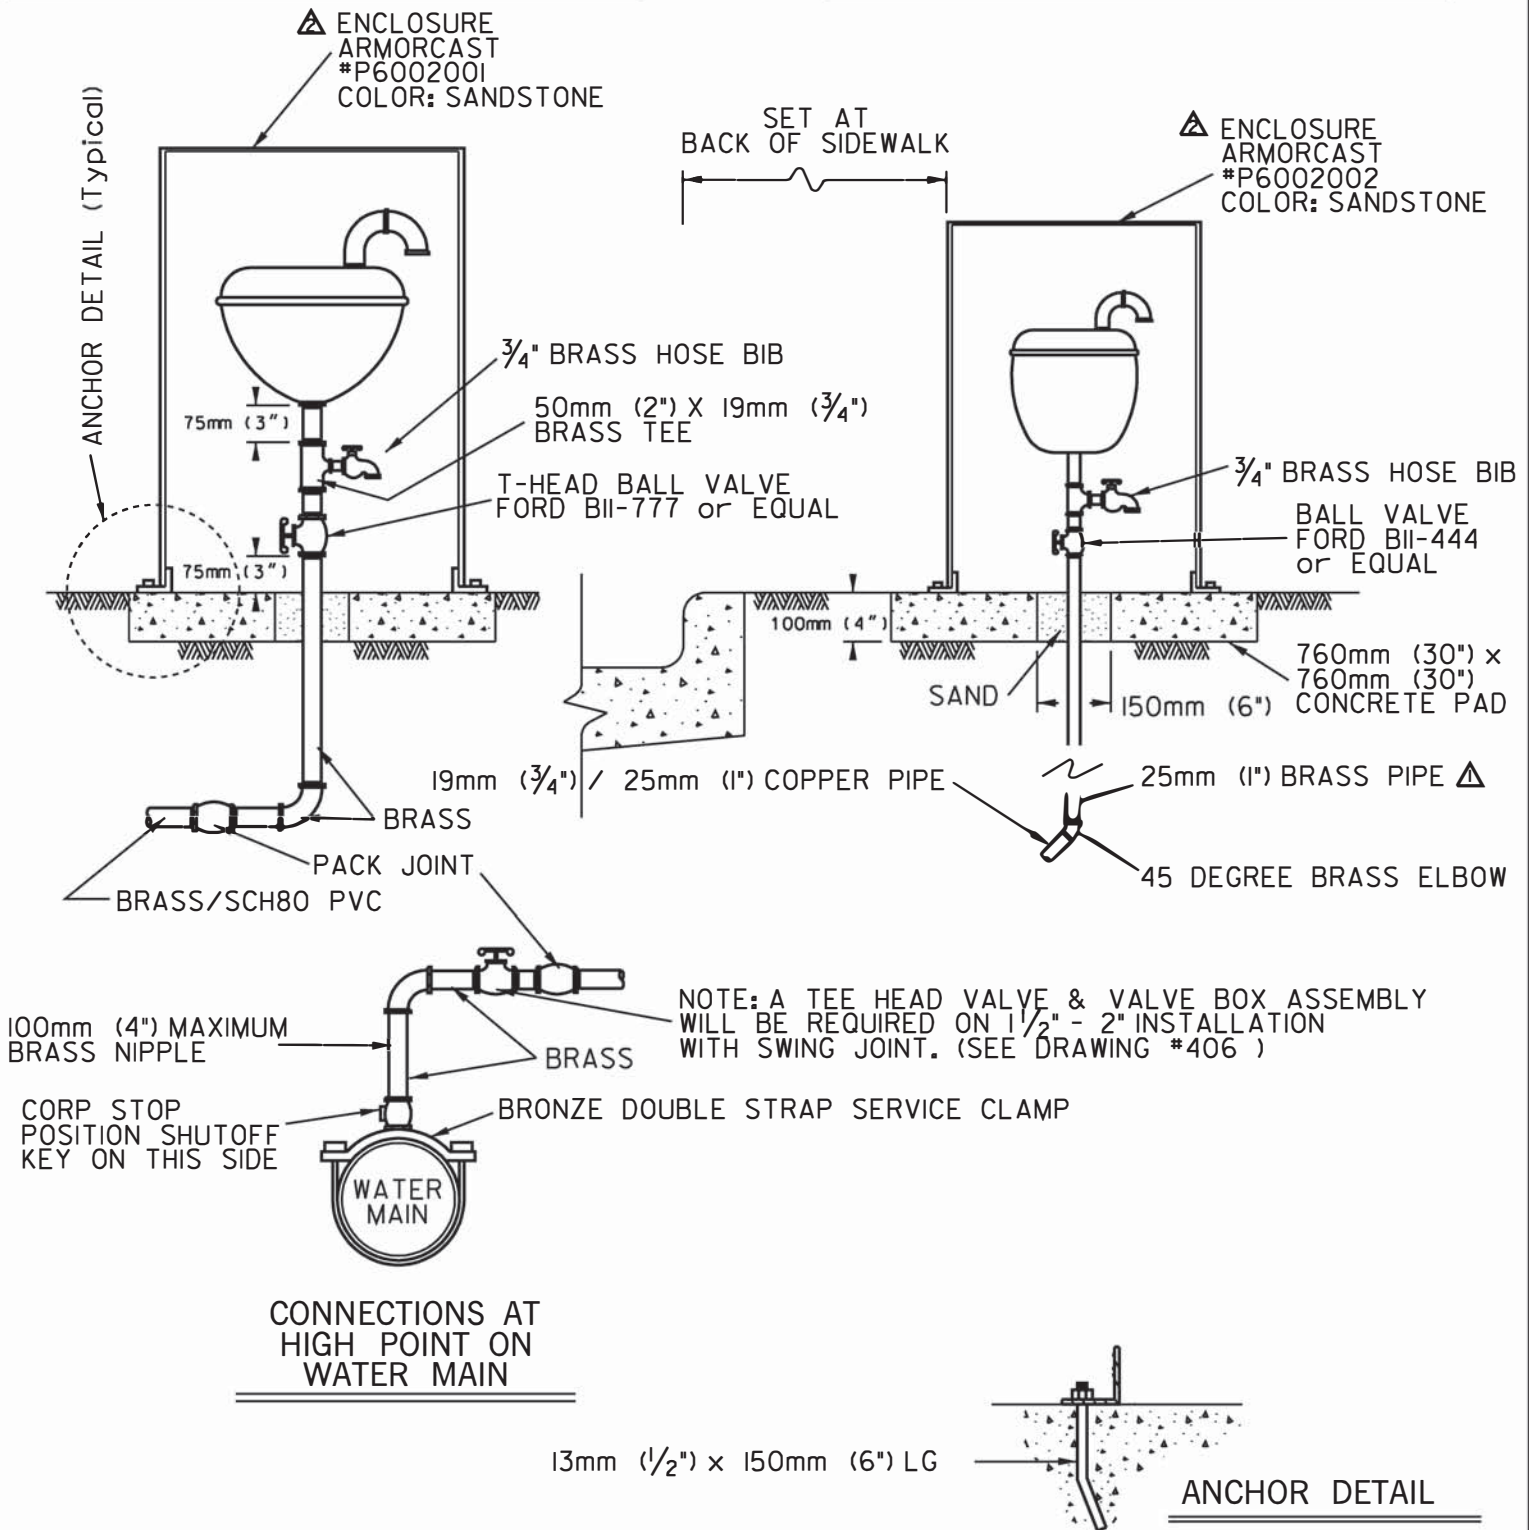 2 ENCLOSURE
ARMORCAST
#P6002001
COLOR: SANDSTONE
ANCHOR DETAIL (Typical)
SET AT
BACK OF SIDEWALK
2 ENCLOSURE
ARMORCAST
#P6002002
COLOR: SANDSTONE
3/4" BRASS HOSE BIB
75mm (3")
50mm (2") X 19mm (3/4")
BRASS TEE
T-HEAD BALL VALVE
FORD B11-777 or EQUAL
75mm (3")
3/4" BRASS HOSE BIB
BALL VALVE
FORD B11-444
or EQUAL
100mm (4")
SAND
150mm (6")
760mm (30") x
760mm (30")
CONCRETE PAD
19mm (3/4") / 25mm (1") COPPER PIPE
25mm (1") BRASS PIPE 1
BRASS
PACK JOINT
BRASS/SCH80 PVC
45 DEGREE BRASS ELBOW
100mm (4") MAXIMUM
BRASS NIPPLE
NOTE: A TEE HEAD VALVE & VALVE BOX ASSEMBLY
WILL BE REQUIRED ON 1 1/2" - 2" INSTALLATION
WITH SWING JOINT. (SEE DRAWING #406 )
BRASS
CORP STOP
POSITION SHUTOFF
KEY ON THIS SIDE
BRONZE DOUBLE STRAP SERVICE CLAMP
WATER
MAIN
CONNECTIONS AT
HIGH POINT ON
WATER MAIN
13mm (1/2") x 150mm (6") LG
ANCHOR DETAIL